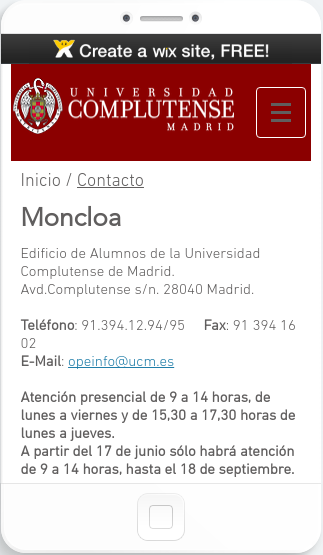 Create a WiX site, FREE!
UNIVERSIDAD
COMPLUTENSE
MADRID
Inicio / Contacto
Moncloa
Edificio de Alumnos de la Universidad
Complutense de Madrid.
Avd.Complutense s/n. 28040 Madrid.
Teléfono: 91.394.12.94/95 Fax: 91 394 16
02
E-Mail: opeinfo@ucm.es
Atención presencial de 9 a 14 horas, de
lunes a viernes y de 15,30 a 17,30 horas de
lunes a jueves.
A partir del 17 de junio sólo habrá atención
de 9 a 14 horas, hasta el 18 de septiembre.